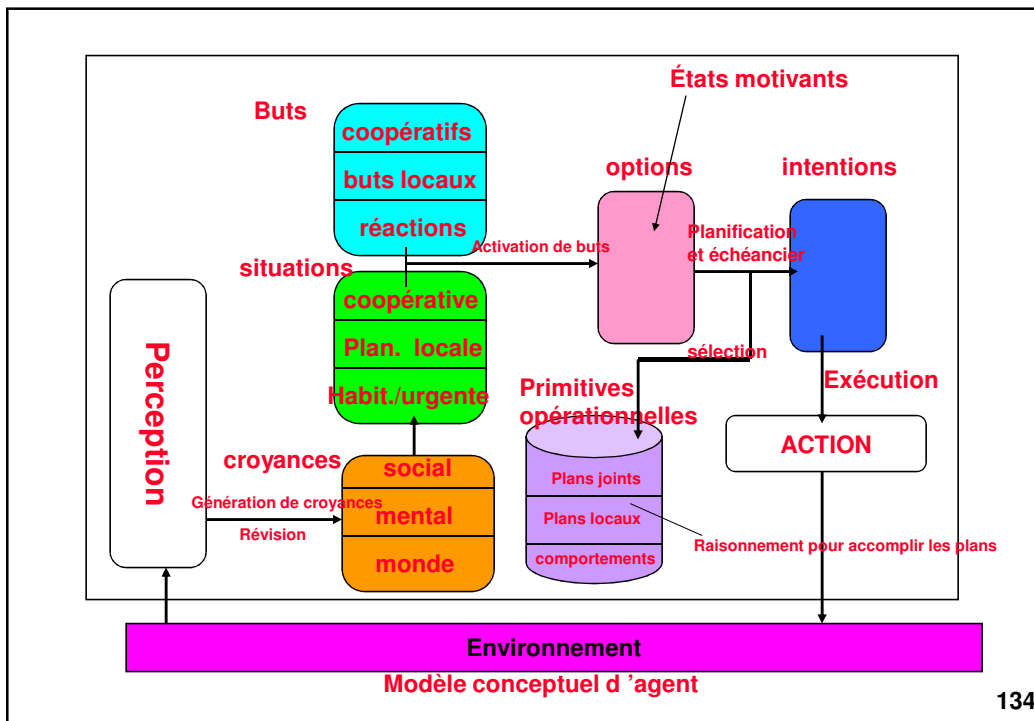 États motivants
Buts
coopératifs
buts locaux
réactions
options
intentions
Activation de buts
Planification
et échéancier
situations
coopérative
Plan. locale
Habit./urgente
sélection
Perception
Primitives
opérationnelles
Exécution
ACTION
croyances
social
mental
monde
Génération de croyances
Révision
Plans joints
Plans locaux
comportements
Raisonnement pour accomplir les plans
Environnement
Modèle conceptuel d ’agent
134